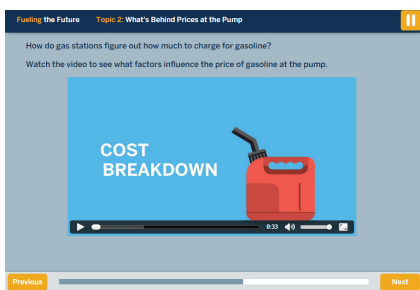 Fueling the Future Topic 2: What's Behind Prices at the Pump
How do gas stations figure out how much to charge for gasoline?
Watch the video to see what factors influence the price of gasoline at the pump.
COST
BREAKDOWN
0:33
Previous Next